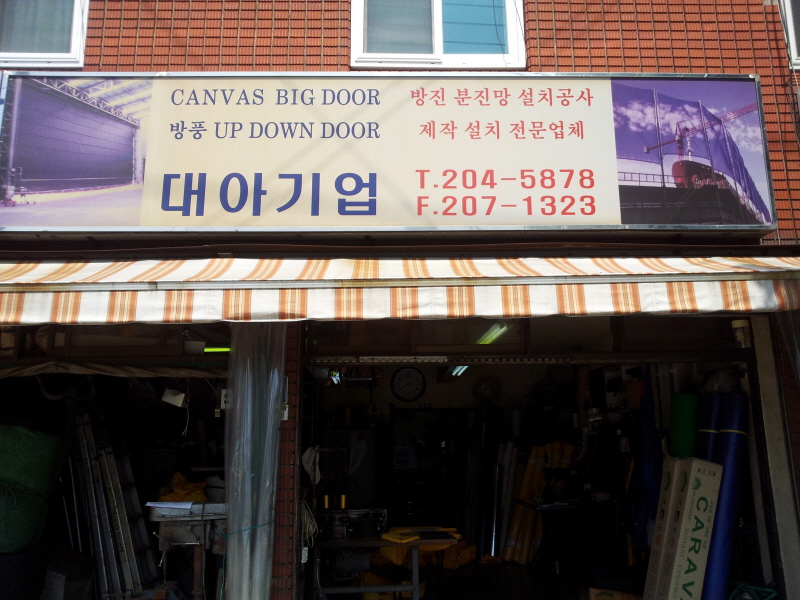 CANVAS BIG DOOR
방풍 UP DOWN DOOR
대아기업
방진 분진망 설치공사
제작 설치 전문업체
T.204-5878
F.207-1323
CARAV